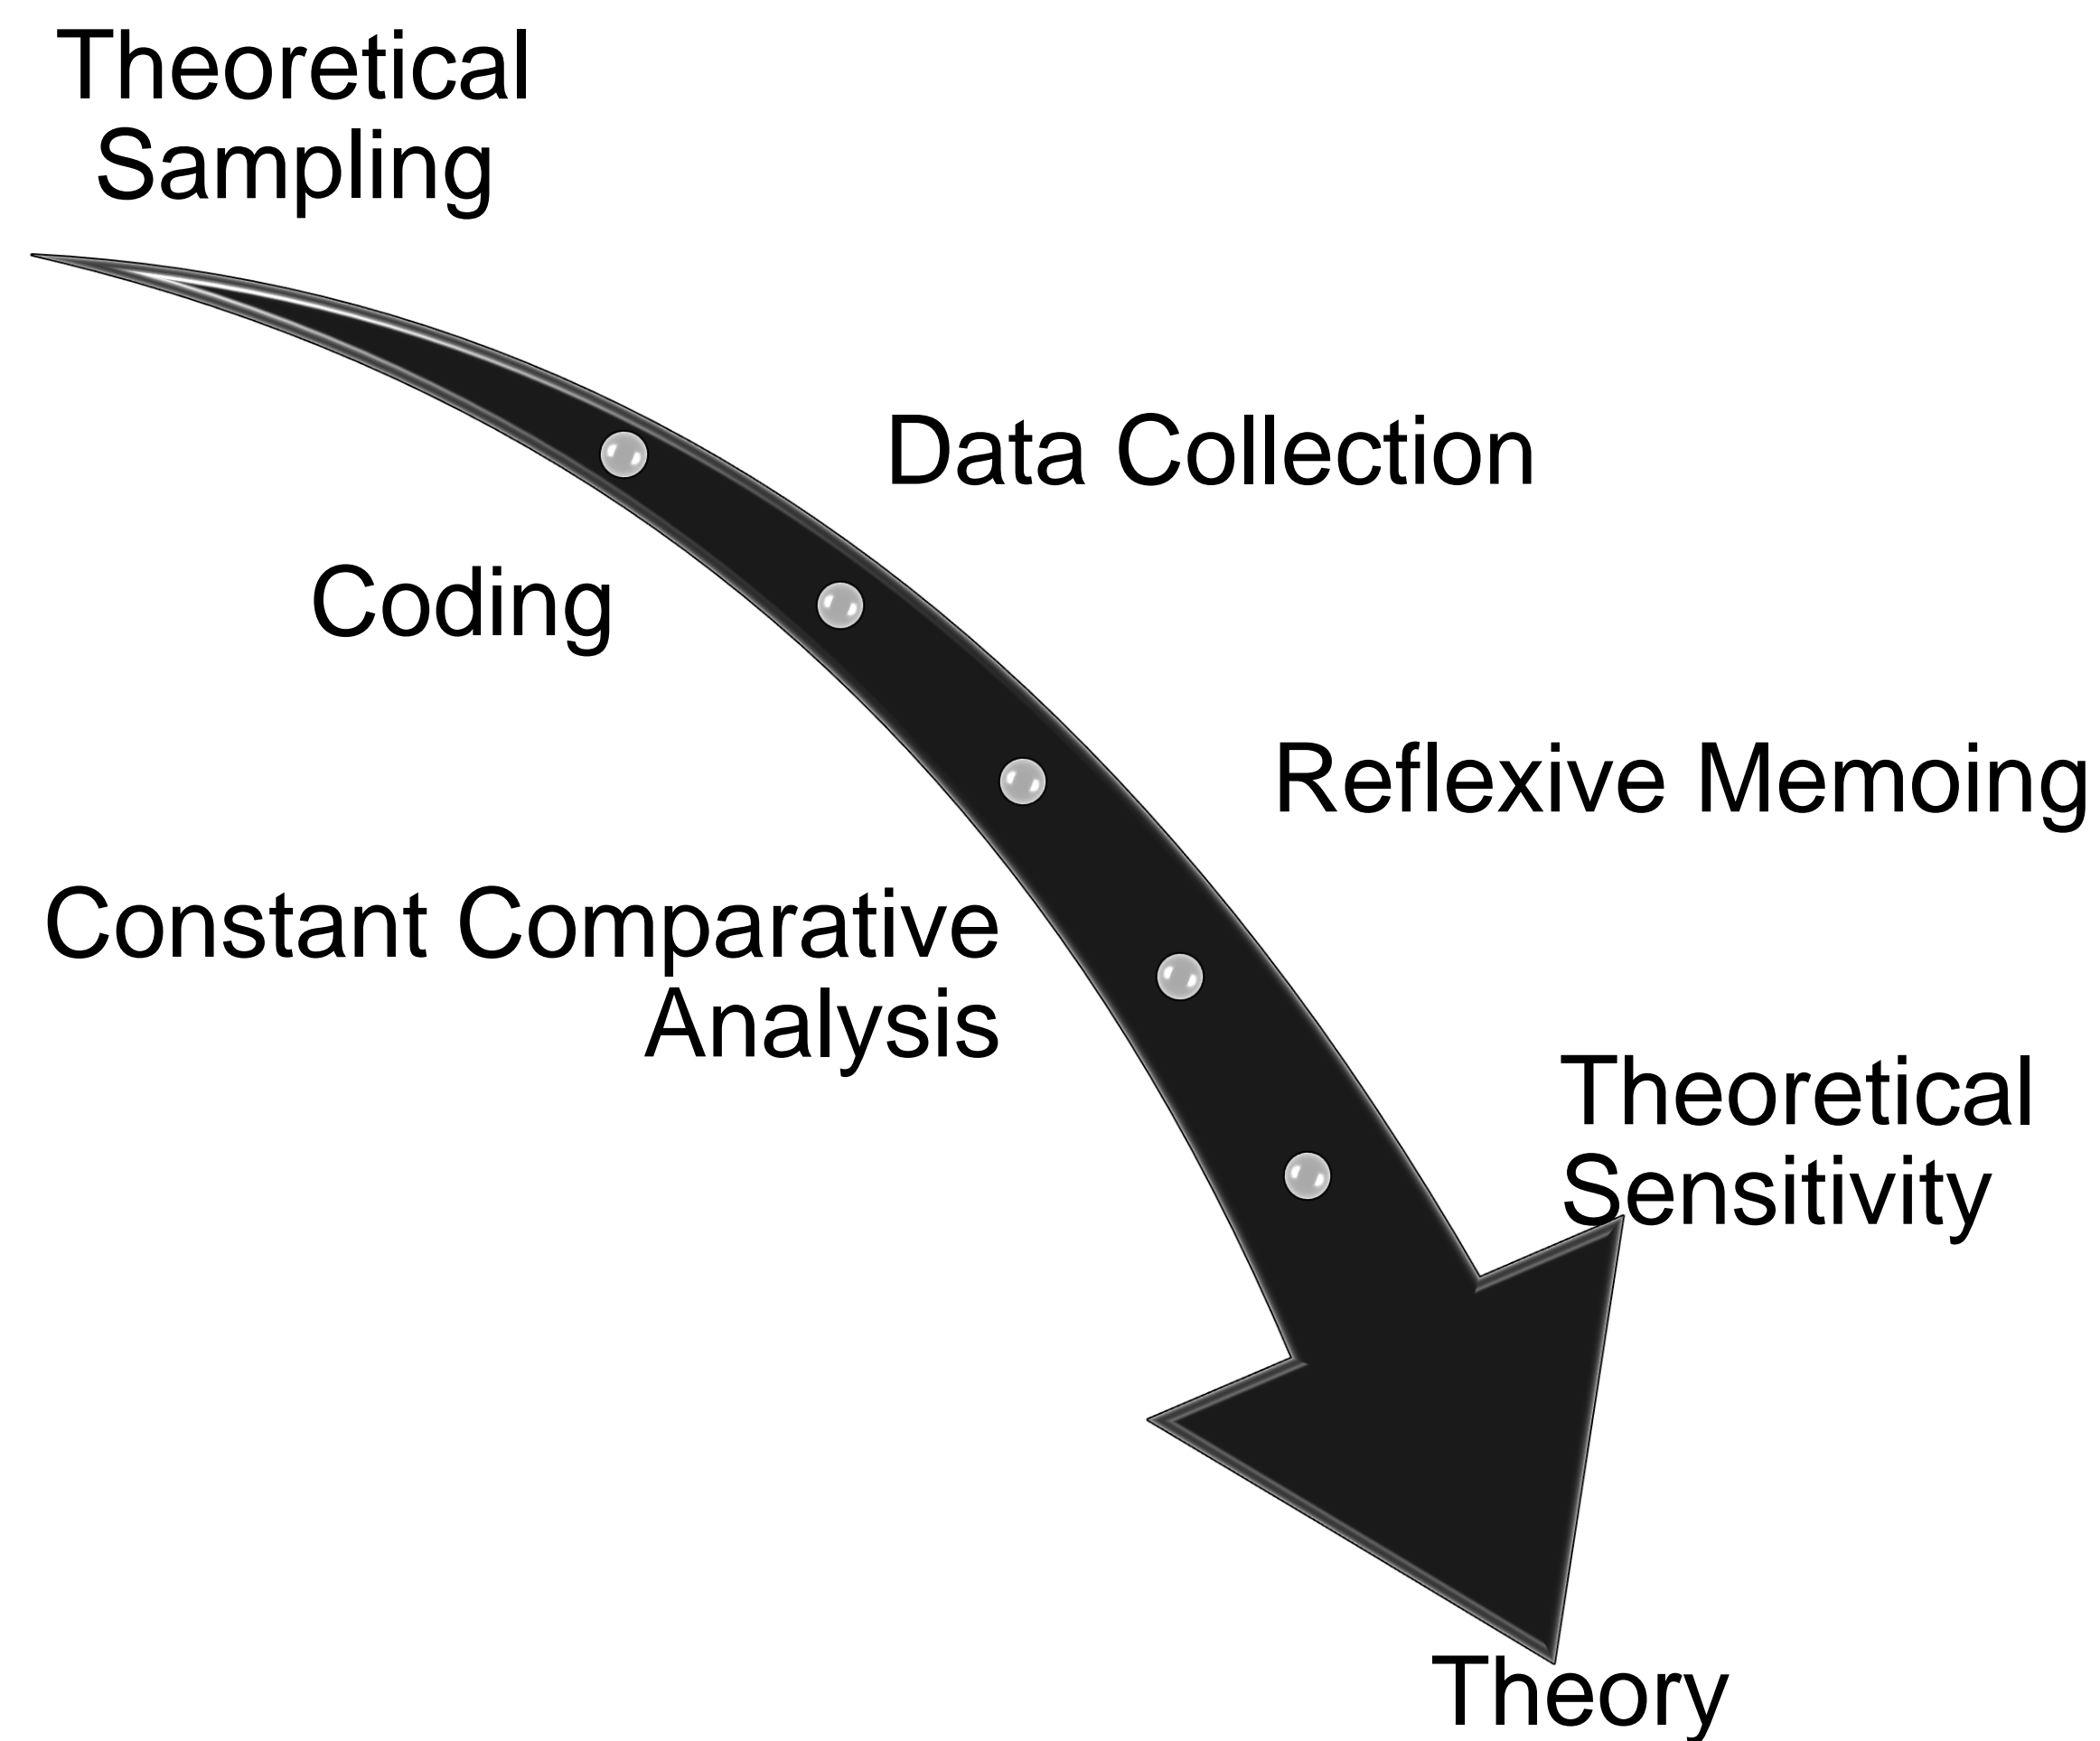 Theoretical
Sampling
Data Collection
Coding
Reflexive Memoing
Constant Comparative
Analysis
Theoretical
Sensitivity
Theory